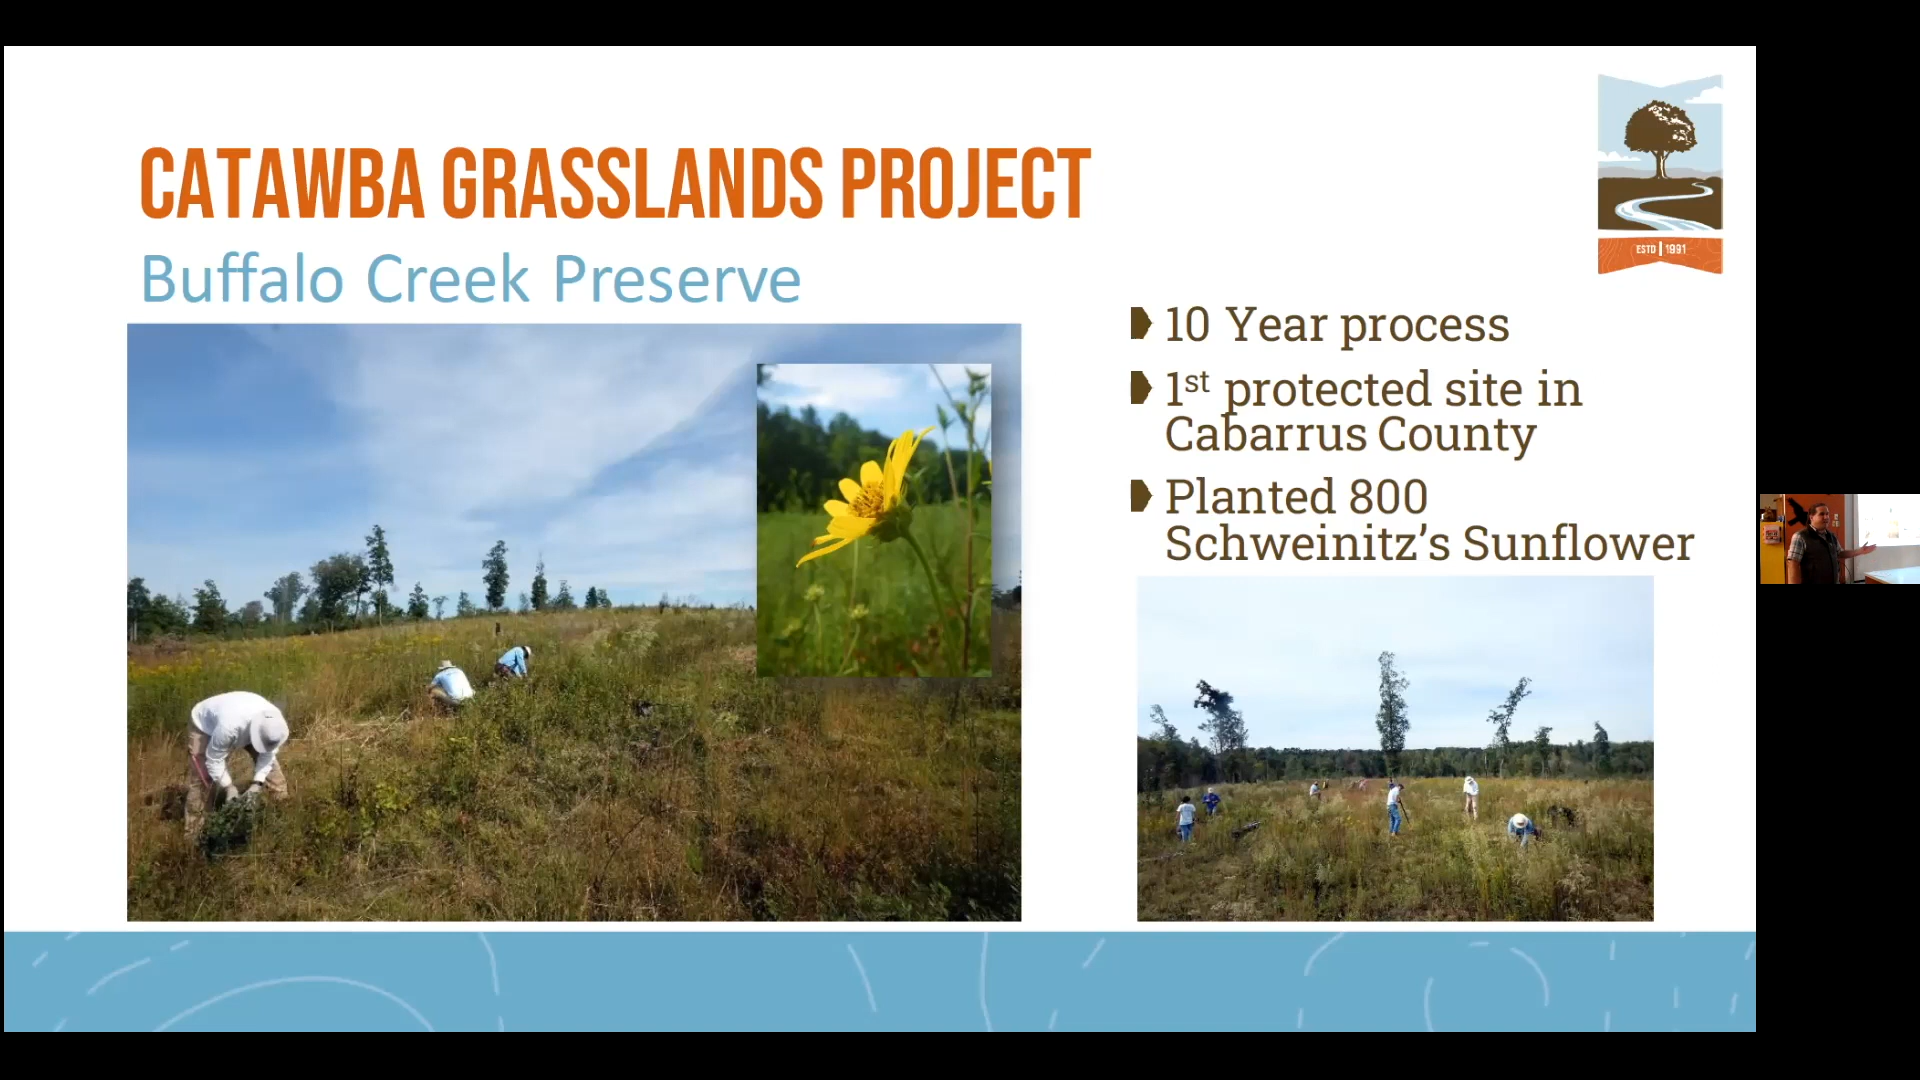 CATAWBA GRASSLANDS PROJECT
Buffalo Creek Preserve
ESTD 1991
10 Year process
1st protected site in
Cabarrus County
Planted 800
Schweinitz’s Sunflower